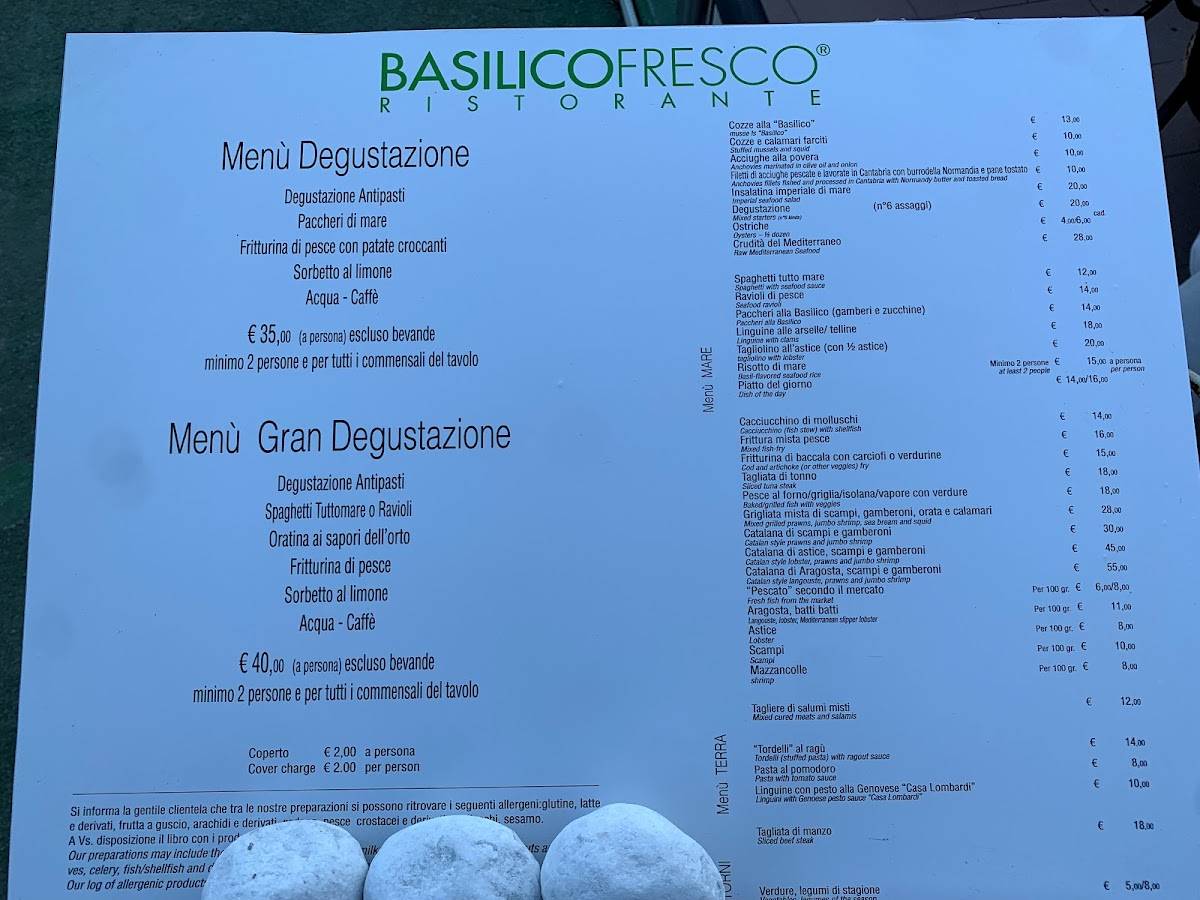 BASILICOFRESCO®
RISTORANTE
Menù Degustazione
Degustazione Antipasti
Paccheri di mare
Fritturina di pesce con patate croccanti
Sorbetto al limone
Acqua - Caffè
€ 35,00 (a persona) escluso bevande
minimo 2 persone e per tutti i commensali del tavolo
Menù Gran Degustazione
Degustazione Antipasti
Spaghetti Tuttomare o Ravioli
Oratina ai sapori dell'orto
Fritturina di pesce
Sorbetto al limone
Acqua - Caffè
€ 40,00 (a persona) escluso bevande
minimo 2 persone e per tutti i commensali del tavolo
Coperto € 2,00 a persona
Cover charge € 2.00 per person
Si informa la gentile clientela che tra le nostre preparazioni si possono ritrovare i seguenti allergeni:glutine, latte
e derivati, frutta a guscio, arachidi e derivati pesce crostacei e sesamo.
A Vs. disposizione il libro con i
Our preparations may include
celery, fish/shellfish and
Our log of allergenic
Cozze alla "Basilico" € 13,00
musse ls "Basilico"
Cozze e calamari farciti € 10,00
Stuffed mussels and squid
Acciughe alla povera € 10,00
Anchovies marinated in olive oil and onion
Filetti di acciughe pescate e lavorate in Cantabria con burrodella Normandia e pane tostato € 10,00
Anchovies fillets fished and processed in Cantabria with Normandy butter and toasted bread
Insalatina imperiale di mare € 20,00
Imperial seafood salad
Degustazione (n°6 assaggi) € 20,00
Mixed starters (n°6 kinds)
Ostriche € 4,00/6,00 cad.
Oysters – ½ dozen
Crudità del Mediterraneo € 28,00
Raw Mediterranean Seafood
Menù MARE
Spaghetti tutto mare € 12,00
Spaghetti with seafood sauce
Ravioli di pesce € 14,00
Seafood ravioli
Paccheri alla Basilico (gamberi e zucchine) € 14,00
Paccheri alla Basilico
Linguine alle arselle/ telline € 18,00
Linguine with clams
Tagliolino all'astice (con ½ astice) € 20,00
tagliolino with lobster
Risotto di mare Minimo 2 persone € 15,00 a persona
Basil-flavored seafood rice at least 2 people per person
Piatto del giorno € 14,00/16,00
Dish of the day
Cacciucchino di molluschi € 14,00
Cacciucchino (fish stew) with shellfish
Frittura mista pesce € 16,00
Mixed fish-fry
Fritturina di baccala con carciofi o verdurine € 15,00
Cod and artichoke (or other veggies) fry
Tagliata di tonno € 18,00
Sliced tuna steak
Pesce al forno/griglia/isolana/vapore con verdure € 18,00
Baked/grilled fish with veggies
Grigliata mista di scampi, gamberoni, orata e calamari € 28,00
Mixed grilled prawns, jumbo shrimp, sea bream and squid
Catalana di scampi e gamberoni € 30,00
Catalan style prawns and jumbo shrimp
Catalana di astice, scampi e gamberoni € 45,00
Catalan style lobster, prawns and jumbo shrimp
Catalana di Aragosta, scampi e gamberoni € 55,00
Catalan style langouste, prawns and jumbo shrimp
"Pescato" secondo il mercato Per 100 gr. € 6,00/8,00
Fresh fish from the market
Aragosta, batti batti Per 100 gr. € 11,00
Langouste, lobster, Mediterranean slipper lobster
Astice Per 100 gr. € 8,00
Lobster
Scampi Per 100 gr. € 10,00
Scampi
Mazzancolle Per 100 gr. € 8,00
shrimp
Tagliere di salumi misti € 12,00
Mixed cured meats and salamis
Menù TERRA
"Tordelli" al ragù € 14,00
Tordelli (stuffed pasta) with ragout sauce
Pasta al pomodoro € 8,00
Pasta with tomato sauce
Linguine con pesto alla Genovese "Casa Lombardi" € 10,00
Linguini with Genoese pesto sauce "Casa Lombardi"
Tagliata di manzo € 18,00
Sliced beef steak
Verdure, legumi di stagione € 5,00/8,00
Vegetables, legumes of the season